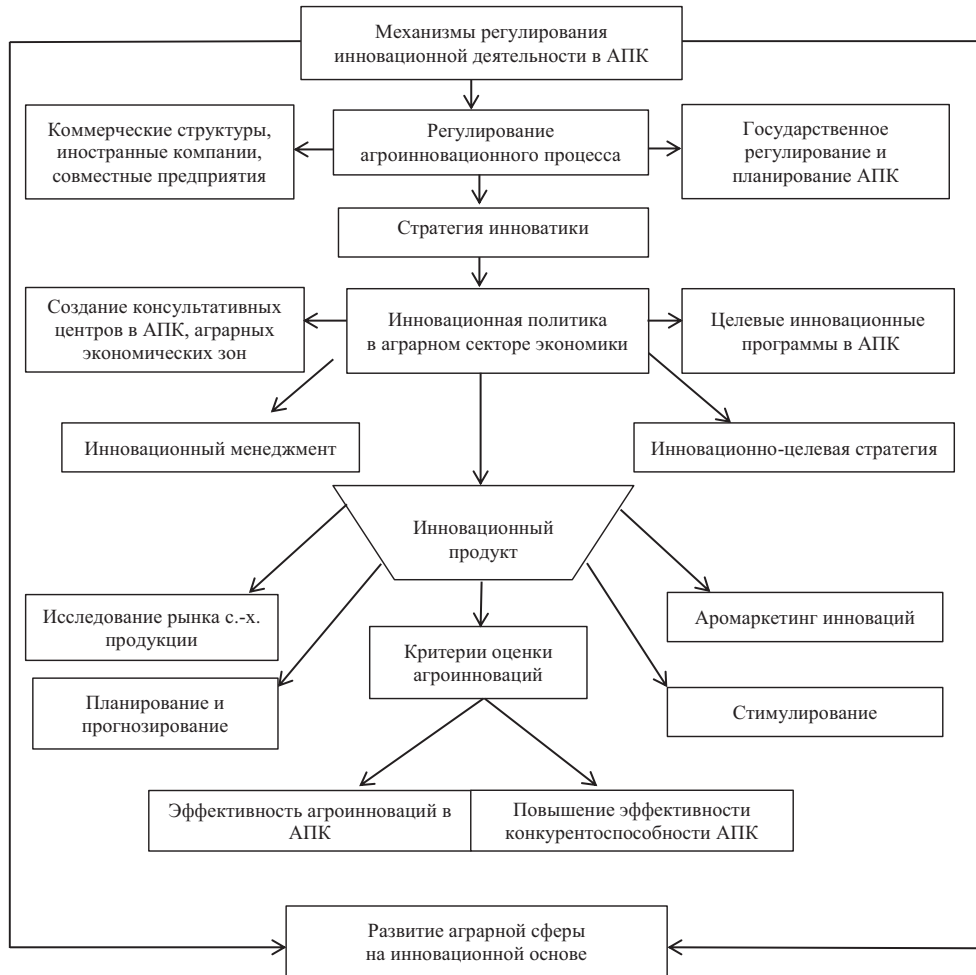 Механизмы регулирования
инновационной деятельности в АПК
Коммерческие структуры,
иностранные компании,
совместные предприятия
Регулирование
агроинновационного процесса
Государственное
регулирование и
планирование АПК
Стратегия инноватики
Создание консультативных
центров в АПК, аграрных
экономических зон
Инновационная политика
в аграрном секторе экономики
Целевые инновационные
программы в АПК
Инновационный менеджмент
Инновационно-целевая стратегия
Инновационный
продукт
Исследование рынка с.-х.
продукции
Критерии оценки
агроинноваций
Аромаркетинг инноваций
Планирование и
прогнозирование
Стимулирование
Эффективность агроинноваций в
АПК
Повышение эффективности
конкурентоспособности АПК
Развитие аграрной сферы
на инновационной основе